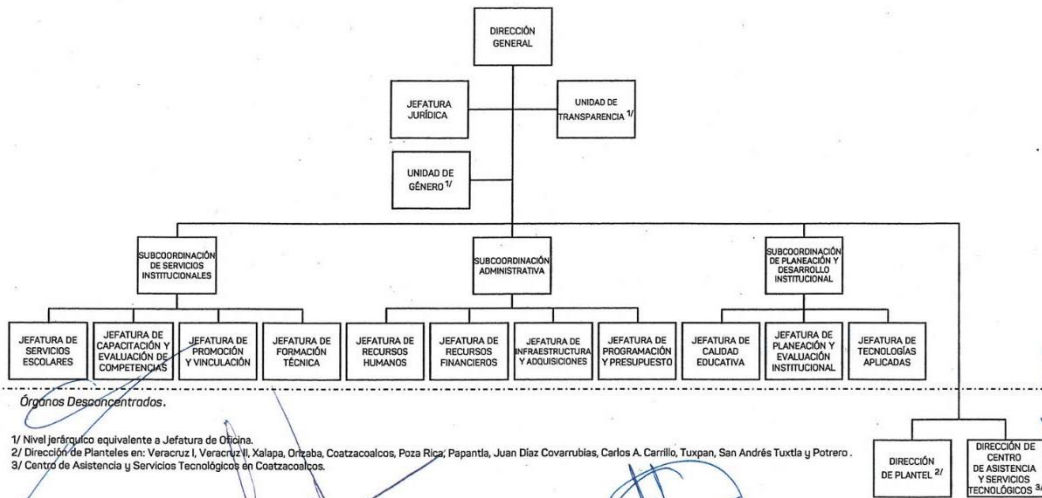 DIRECCIÓN
GENERAL
JEFATURA
JURÍDICA
UNIDAD DE
TRANSPARENCIA 1/
UNIDAD DE
GÉNERO 1/
SUBCOORDINACIÓN
DE SERVICIOS
INSTITUCIONALES
SUBCOORDINACIÓN
ADMINISTRATIVA
SUBCOORDINACIÓN
DE PLANEACIÓN Y
DESARROLLO
INSTITUCIONAL
JEFATURA DE
SERVICIOS
ESCOLARES
JEFATURA DE
CAPACITACIÓN Y
EVALUACIÓN DE
COMPETENCIAS
JEFATURA DE
PROMOCIÓN
Y VINCULACIÓN
JEFATURA DE
FORMACIÓN
TÉCNICA
JEFATURA DE
RECURSOS
HUMANOS
JEFATURA DE
RECURSOS
FINANCIEROS
JEFATURA DE
INFRAESTRUCTURA
Y ADQUISICIONES
JEFATURA DE
PROGRAMACIÓN Y
PRESUPUESTO
JEFATURA DE
CALIDAD
EDUCATIVA
JEFATURA DE
PLANEACIÓN Y
EVALUACIÓN
INSTITUCIONAL
JEFATURA DE
TECNOLOGÍAS
APLICADAS
Órganos Desconcentrados.
1/ Nivel jerárquico equivalente a Jefatura de Oficina.
2/ Dirección de Planteles en: Veracruz I, Veracruz II, Xalapa, Orizaba, Coatzacoalcos, Poza Rica, Papantla, Juan Díaz Covarrubias, Carlos A. Carrillo, Tuxpan, San Andrés Tuxtla y Potrero.
3/ Centro de Asistencia y Servicios Tecnológicos en Coatzacoalcos.
DIRECCIÓN
DE PLANTEL 2/
DIRECCIÓN DE
CENTRO
DE ASISTENCIA
Y SERVICIOS
TECNOLÓGICOS 3/